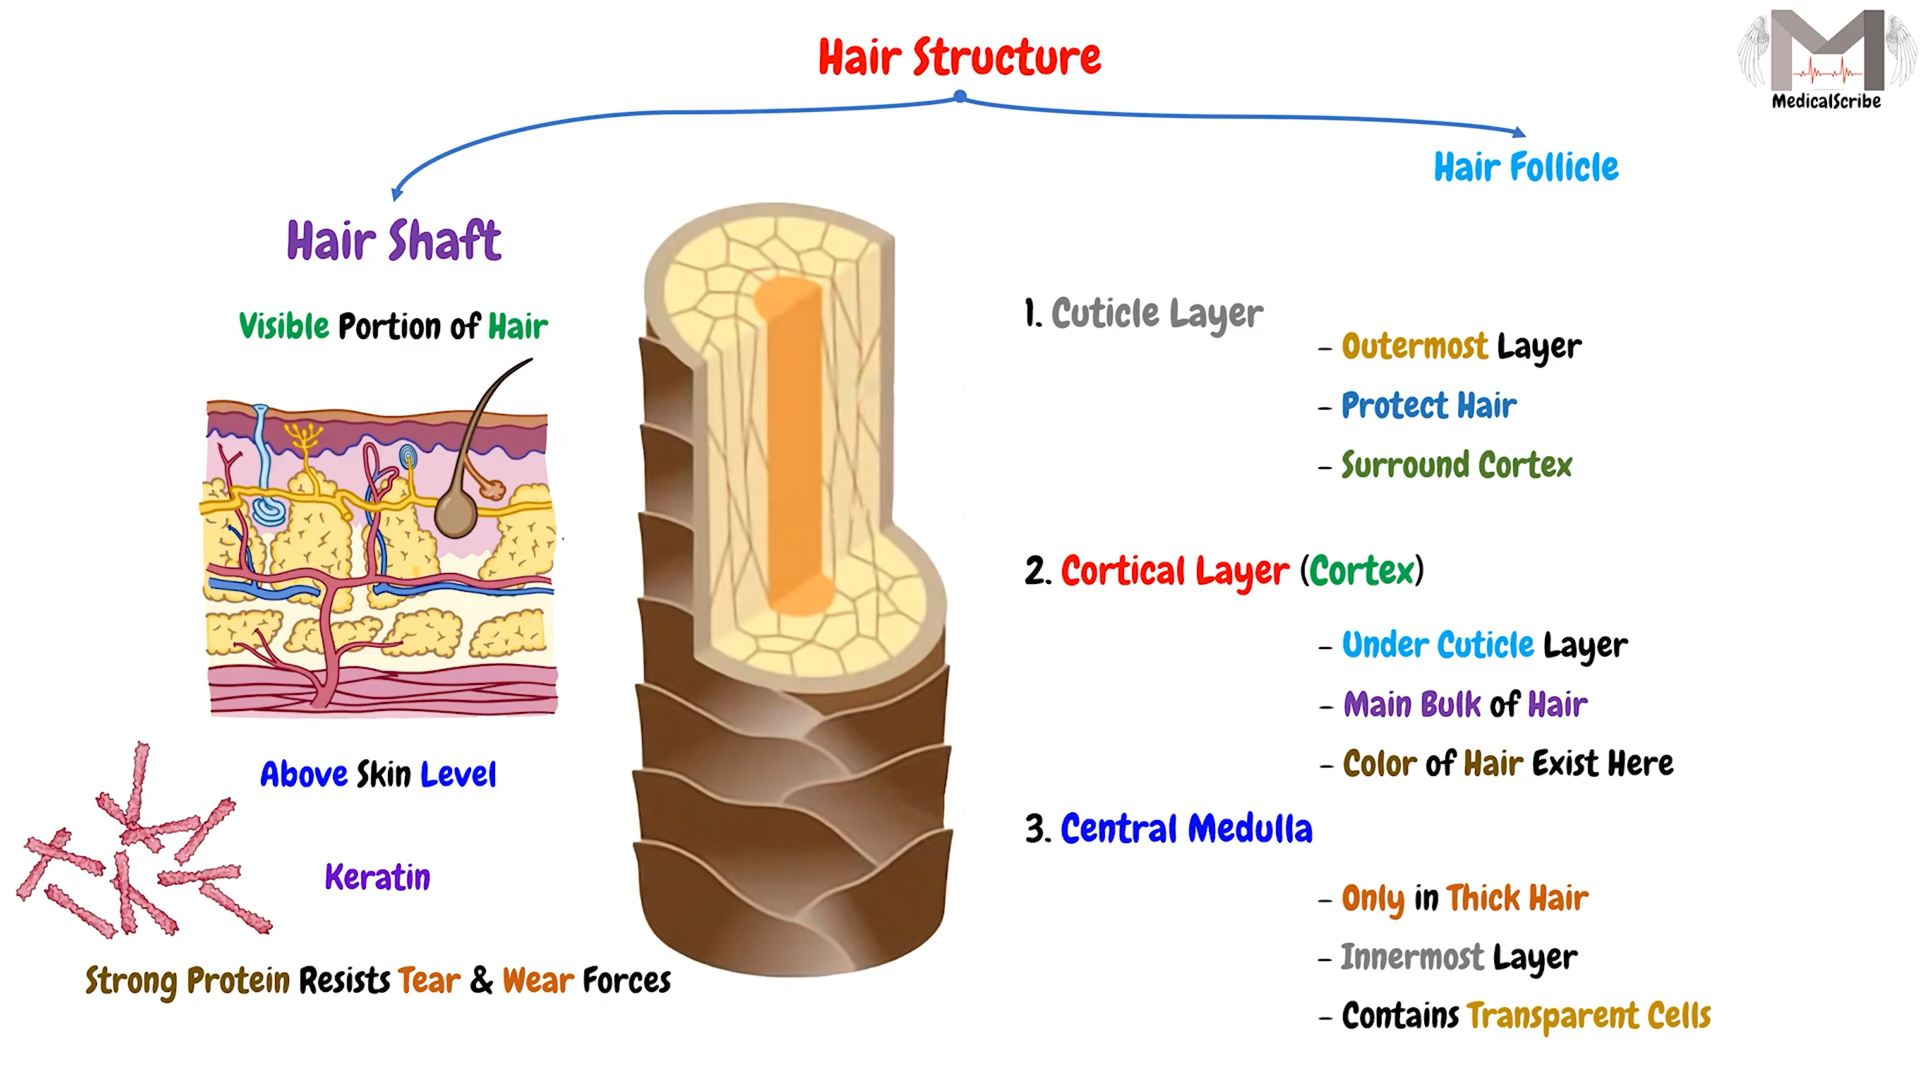 Hair Structure
MedicalScribe
Hair Follicle
Hair Shaft
Visible Portion of Hair
Above Skin Level
Keratin
Strong Protein Resists Tear & Wear Forces
1. Cuticle Layer
- Outermost Layer
- Protect Hair
- Surround Cortex
2. Cortical Layer (Cortex)
- Under Cuticle Layer
- Main Bulk of Hair
- Color of Hair Exist Here
3. Central Medulla
- Only in Thick Hair
- Innermost Layer
- Contains Transparent Cells